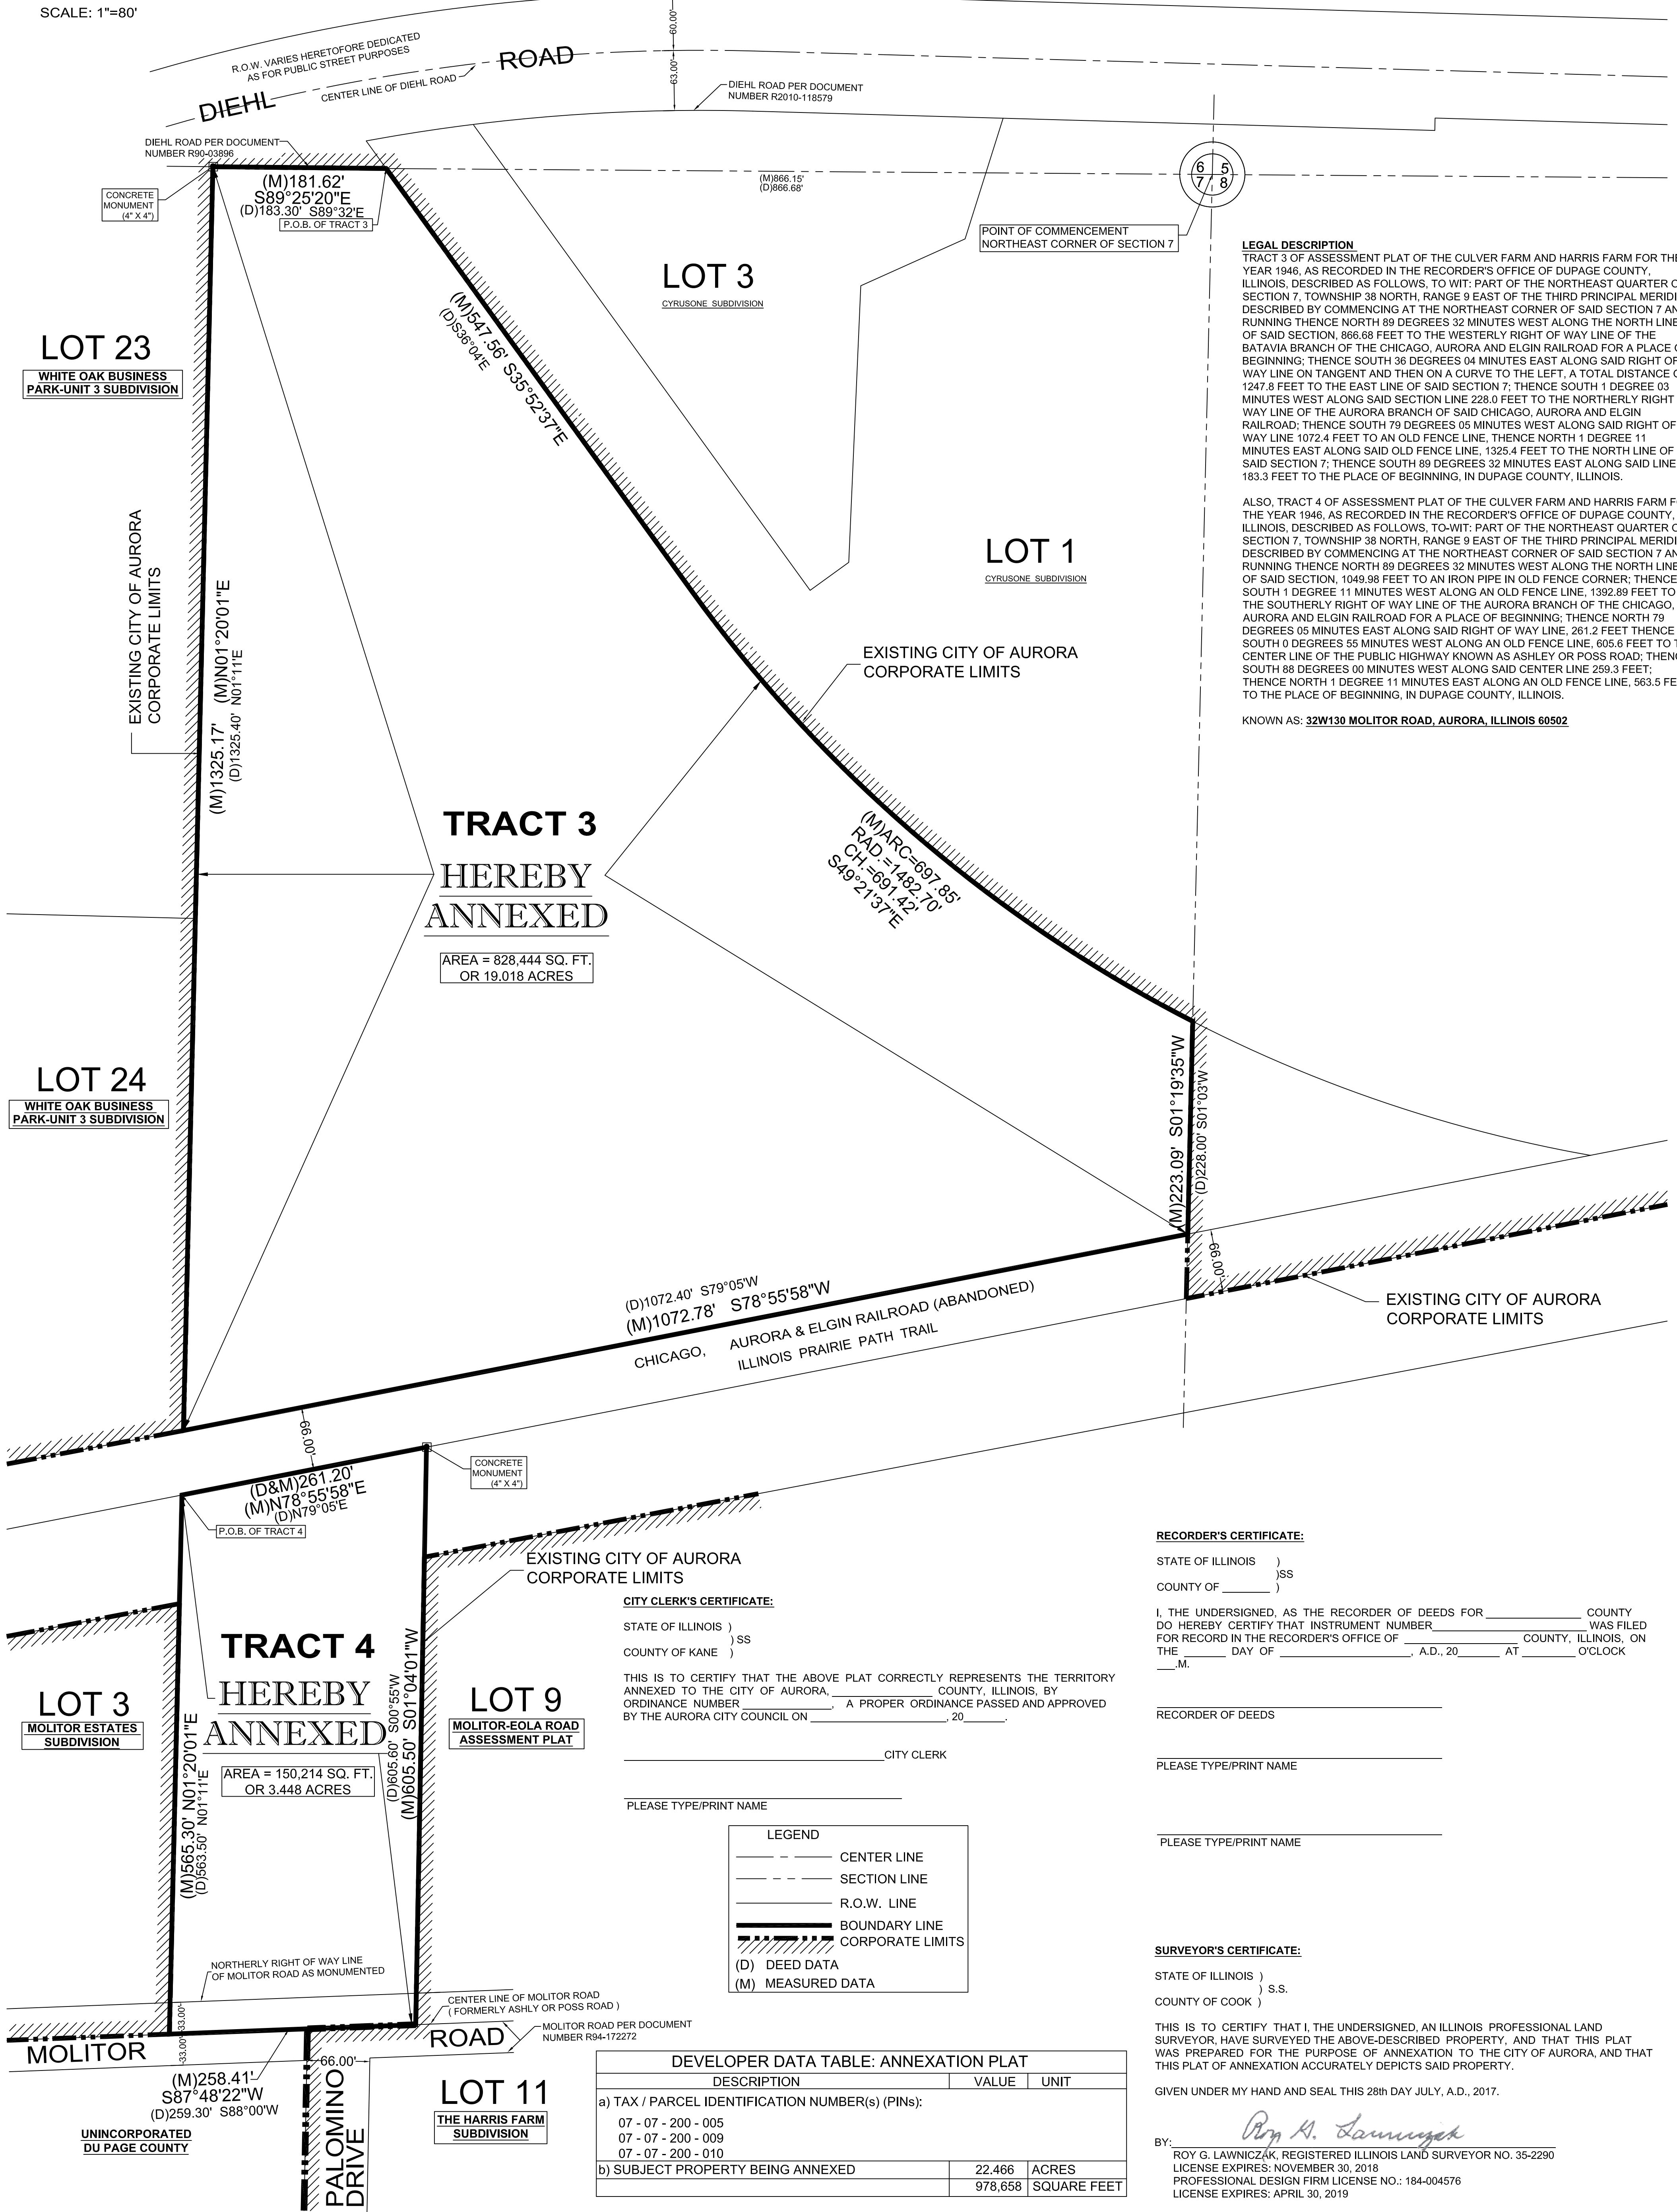 SCALE: 1"=80'
R.O.W. VARIES HERETOFORE DEDICATED
AS FOR PUBLIC STREET PURPOSES
DIEHL ROAD
CENTER LINE OF DIEHL ROAD
60.00'
63.00'
DIEHL ROAD PER DOCUMENT
NUMBER R2010-118579
DIEHL ROAD PER DOCUMENT
NUMBER R90-03896
CONCRETE
MONUMENT
(4" X 4")
(M)181.62'
S89°25'20"E
(D)183.30' S89°32'E
P.O.B. OF TRACT 3
(M)866.15'
(D)866.68'
6 5
7 8
POINT OF COMMENCEMENT
NORTHEAST CORNER OF SECTION 7
LOT 3
CYRUSONE SUBDIVISION
LOT 23
WHITE OAK BUSINESS
PARK-UNIT 3 SUBDIVISION
(M)547.56' S35°52'37"E
(D)S36°04'E
LEGAL DESCRIPTION
TRACT 3 OF ASSESSMENT PLAT OF THE CULVER FARM AND HARRIS FARM FOR THE
YEAR 1946, AS RECORDED IN THE RECORDER'S OFFICE OF DUPAGE COUNTY,
ILLINOIS, DESCRIBED AS FOLLOWS, TO WIT: PART OF THE NORTHEAST QUARTER
SECTION 7, TOWNSHIP 38 NORTH, RANGE 9 EAST OF THE THIRD PRINCIPAL
DESCRIBED BY COMMENCING AT THE NORTHEAST CORNER OF SAID SECTION 7
RUNNING THENCE NORTH 89 DEGREES 32 MINUTES WEST ALONG THE NORTH LINE
OF SAID SECTION, 866.68 FEET TO THE WESTERLY RIGHT OF WAY LINE OF THE
BATAVIA BRANCH OF THE CHICAGO, AURORA AND ELGIN RAILROAD FOR A PLACE
BEGINNING; THENCE SOUTH 36 DEGREES 04 MINUTES EAST ALONG SAID RIGHT OF
WAY LINE ON TANGENT AND THEN ON A CURVE TO THE LEFT, A TOTAL DISTANCE
1247.8 FEET TO THE EAST LINE OF SAID SECTION 7; THENCE SOUTH 1 DEGREE 03
MINUTES WEST ALONG SAID SECTION LINE 228.0 FEET TO THE NORTHERLY RIGHT
WAY LINE OF THE AURORA BRANCH OF SAID CHICAGO, AURORA AND ELGIN
RAILROAD; THENCE SOUTH 79 DEGREES 05 MINUTES WEST ALONG SAID RIGHT OF
WAY LINE 1072.4 FEET TO AN OLD FENCE LINE, THENCE NORTH 1 DEGREE 11
MINUTES EAST ALONG SAID OLD FENCE LINE, 1325.4 FEET TO THE NORTH LINE OF
SAID SECTION 7; THENCE SOUTH 89 DEGREES 32 MINUTES EAST ALONG SAID LINE
183.3 FEET TO THE PLACE OF BEGINNING, IN DUPAGE COUNTY, ILLINOIS.
ALSO, TRACT 4 OF ASSESSMENT PLAT OF THE CULVER FARM AND HARRIS FARM
THE YEAR 1946, AS RECORDED IN THE RECORDER'S OFFICE OF DUPAGE COUNTY,
ILLINOIS, DESCRIBED AS FOLLOWS, TO-WIT: PART OF THE NORTHEAST QUARTER
SECTION 7, TOWNSHIP 38 NORTH, RANGE 9 EAST OF THE THIRD PRINCIPAL
DESCRIBED BY COMMENCING AT THE NORTHEAST CORNER OF SAID SECTION 7
RUNNING THENCE NORTH 89 DEGREES 32 MINUTES WEST ALONG THE NORTH LINE
OF SAID SECTION, 1049.98 FEET TO AN IRON PIPE IN OLD FENCE CORNER; THENCE
SOUTH 1 DEGREE 11 MINUTES WEST ALONG AN OLD FENCE LINE, 1392.89 FEET TO
THE SOUTHERLY RIGHT OF WAY LINE OF THE AURORA BRANCH OF THE CHICAGO,
AURORA AND ELGIN RAILROAD FOR A PLACE OF BEGINNING; THENCE NORTH 79
DEGREES 05 MINUTES EAST ALONG SAID RIGHT OF WAY LINE, 261.2 FEET THENCE
SOUTH 0 DEGREES 55 MINUTES WEST ALONG AN OLD FENCE LINE, 605.6 FEET TO
CENTER LINE OF THE PUBLIC HIGHWAY KNOWN AS ASHLEY OR POSS ROAD;
SOUTH 88 DEGREES 00 MINUTES WEST ALONG SAID CENTER LINE 259.3 FEET;
THENCE NORTH 1 DEGREE 11 MINUTES EAST ALONG AN OLD FENCE LINE, 563.5
TO THE PLACE OF BEGINNING, IN DUPAGE COUNTY, ILLINOIS.
KNOWN AS: 32W130 MOLITOR ROAD, AURORA, ILLINOIS 60502
EXISTING CITY OF AURORA
CORPORATE LIMITS
(M)1325.17' (M)N01°20'01"E
(D)1325.40' N01°11'E
LOT 1
CYRUSONE SUBDIVISION
EXISTING CITY OF AURORA
CORPORATE LIMITS
TRACT 3
HEREBY
ANNEXED
AREA = 828,444 SQ. FT.
OR 19.018 ACRES
(M)ARC=697.85'
RAD.=1482.70'
CH.=691.42'
S49°21'37"E
LOT 24
WHITE OAK BUSINESS
PARK-UNIT 3 SUBDIVISION
(M)223.09' S01°19'35"W
(D)228.00' S01°03'W
66.00'
EXISTING CITY OF AURORA
CORPORATE LIMITS
(D)1072.40' S79°05'W
(M)1072.78' S78°55'58"W
CHICAGO, AURORA & ELGIN RAILROAD (ABANDONED)
ILLINOIS PRAIRIE PATH TRAIL
66.00'
(D&M)261.20'
(M)N78°55'58"E
(D)N79°05'E
P.O.B. OF TRACT 4
CONCRETE
MONUMENT
(4" X 4")
EXISTING CITY OF AURORA
CORPORATE LIMITS
TRACT 4
HEREBY
ANNEXED
AREA = 150,214 SQ. FT.
OR 3.448 ACRES
LOT 3
MOLITOR ESTATES
SUBDIVISION
(M)565.30' N01°20'01"E
(D)563.50' N01°11'E
(D)605.60' S00°55'W
(M)605.50' S01°04'01"W
LOT 9
MOLITOR-EOLA ROAD
ASSESSMENT PLAT
CITY CLERK'S CERTIFICATE:
STATE OF ILLINOIS )
) SS
COUNTY OF KANE )
THIS IS TO CERTIFY THAT THE ABOVE PLAT CORRECTLY REPRESENTS THE TERRITORY
ANNEXED TO THE CITY OF AURORA, ______ COUNTY, ILLINOIS, BY
ORDINANCE NUMBER ______, A PROPER ORDINANCE PASSED AND APPROVED
BY THE AURORA CITY COUNCIL ON ______, 20______.
______CITY CLERK
PLEASE TYPE/PRINT NAME
RECORDER'S CERTIFICATE:
STATE OF ILLINOIS )
)SS
COUNTY OF ______ )
I, THE UNDERSIGNED, AS THE RECORDER OF DEEDS FOR ______ COUNTY
DO HEREBY CERTIFY THAT INSTRUMENT NUMBER______ WAS FILED
FOR RECORD IN THE RECORDER'S OFFICE OF ______ COUNTY, ILLINOIS, ON
THE ______ DAY OF ______, A.D., 20______ AT ______ O'CLOCK
___.M.
RECORDER OF DEEDS
PLEASE TYPE/PRINT NAME
PLEASE TYPE/PRINT NAME
LEGEND
CENTER LINE
SECTION LINE
R.O.W. LINE
BOUNDARY LINE
CORPORATE LIMITS
(D) DEED DATA
(M) MEASURED DATA
NORTHERLY RIGHT OF WAY LINE
OF MOLITOR ROAD AS MONUMENTED
33.00'
33.00'
CENTER LINE OF MOLITOR ROAD
( FORMERLY ASHLY OR POSS ROAD )
MOLITOR ROAD PER DOCUMENT
NUMBER R94-172272
MOLITOR ROAD
66.00'
(M)258.41'
S87°48'22"W
(D)259.30' S88°00'W
UNINCORPORATED
DU PAGE COUNTY
PALOMINO
DRIVE
LOT 11
THE HARRIS FARM
SUBDIVISION
DEVELOPER DATA TABLE: ANNEXATION PLAT
DESCRIPTION VALUE UNIT
a) TAX / PARCEL IDENTIFICATION NUMBER(s) (PINs):
07 - 07 - 200 - 005
07 - 07 - 200 - 009
07 - 07 - 200 - 010
b) SUBJECT PROPERTY BEING ANNEXED 22.466 ACRES
978,658 SQUARE FEET
SURVEYOR'S CERTIFICATE:
STATE OF ILLINOIS )
) S.S.
COUNTY OF COOK )
THIS IS TO CERTIFY THAT I, THE UNDERSIGNED, AN ILLINOIS PROFESSIONAL LAND
SURVEYOR, HAVE SURVEYED THE ABOVE-DESCRIBED PROPERTY, AND THAT THIS PLAT
WAS PREPARED FOR THE PURPOSE OF ANNEXATION TO THE CITY OF AURORA, AND THAT
THIS PLAT OF ANNEXATION ACCURATELY DEPICTS SAID PROPERTY.
GIVEN UNDER MY HAND AND SEAL THIS 28th DAY JULY, A.D., 2017.
BY: Roy G. Lawniczak
ROY G. LAWNICZAK, REGISTERED ILLINOIS LAND SURVEYOR NO. 35-2290
LICENSE EXPIRES: NOVEMBER 30, 2018
PROFESSIONAL DESIGN FIRM LICENSE NO.: 184-004576
LICENSE EXPIRES: APRIL 30, 2019